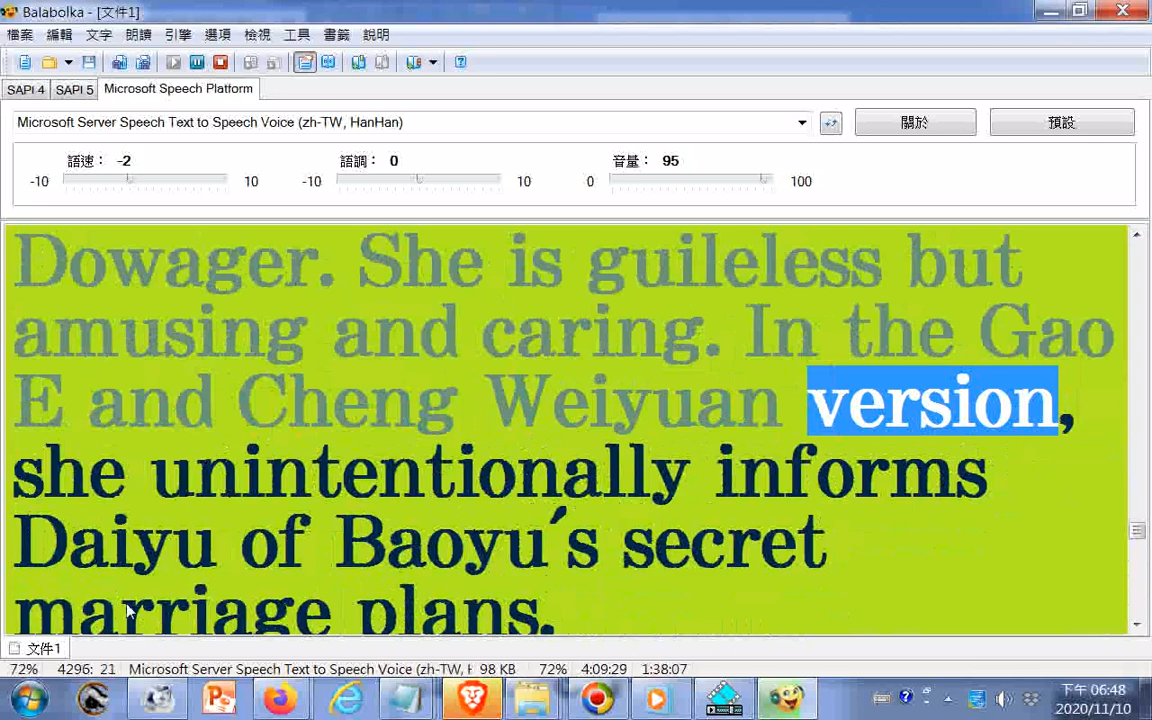 Balabolka - [文件1]
檔案 編輯 文字 朗讀 引擎 選項 檢視 工具 書籤 說明
SAPI 4 SAPI 5 Microsoft Speech Platform
Microsoft Server Speech Text to Speech Voice (zh-TW, HanHan) 關於 預設
語速： -2 語調： 0 音量： 95
-10 10 -10 10 0 100
Dowager. She is guileless but
amusing and caring. In the Gao
E and Cheng Weiyuan version,
she unintentionally informs
Daiyu of Baoyu's secret
marriage plans.
文件1
72% 4296: 21 Microsoft Server Speech Text to Speech Voice (zh-TW, 98 KB 72% 4:09:29 1:38:07
下午 06:48
2020/11/10